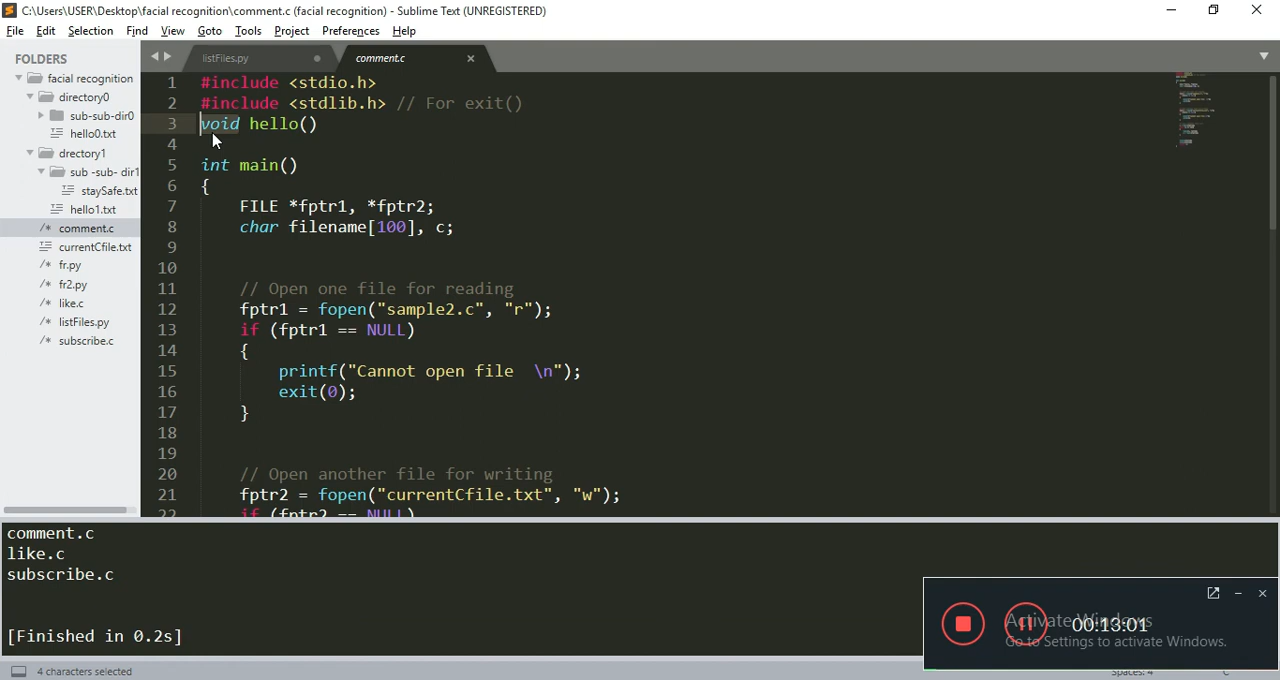 C:\Users\USER\Desktop\facial recognition\comment.c (facial recognition) - Sublime Text (UNREGISTERED)
File Edit Selection Find View Goto Tools Project Preferences Help
FOLDERS
facial recognition
directory0
sub-sub-dir0
hello0.txt
drectory1
sub -sub- dir1
staySafe.txt
hello1.txt
/* comment.c
currentCfile.txt
/* fr.py
/* fr2.py
/* like.c
/* listFiles.py
/* subscribe.c
listFiles.py
comment.c
1 #include <stdio.h>
2 #include <stdlib.h> // For exit()
3 void hello()
4
5 int main()
6 {
7 FILE *fptr1, *fptr2;
8 char filename[100], c;
9
10
11 // Open one file for reading
12 fptr1 = fopen("sample2.c", "r");
13 if (fptr1 == NULL)
14 {
15 printf("Cannot open file  \n");
16 exit(0);
17 }
18
19
20 // Open another file for writing
21 fptr2 = fopen("currentCfile.txt", "w");
22 if (fptr2 == NULL)
comment.c
like.c
subscribe.c
[Finished in 0.2s]
00:13:01
Activate Windows
Go to Settings to activate Windows.
4 characters selected
Spaces: 4
C